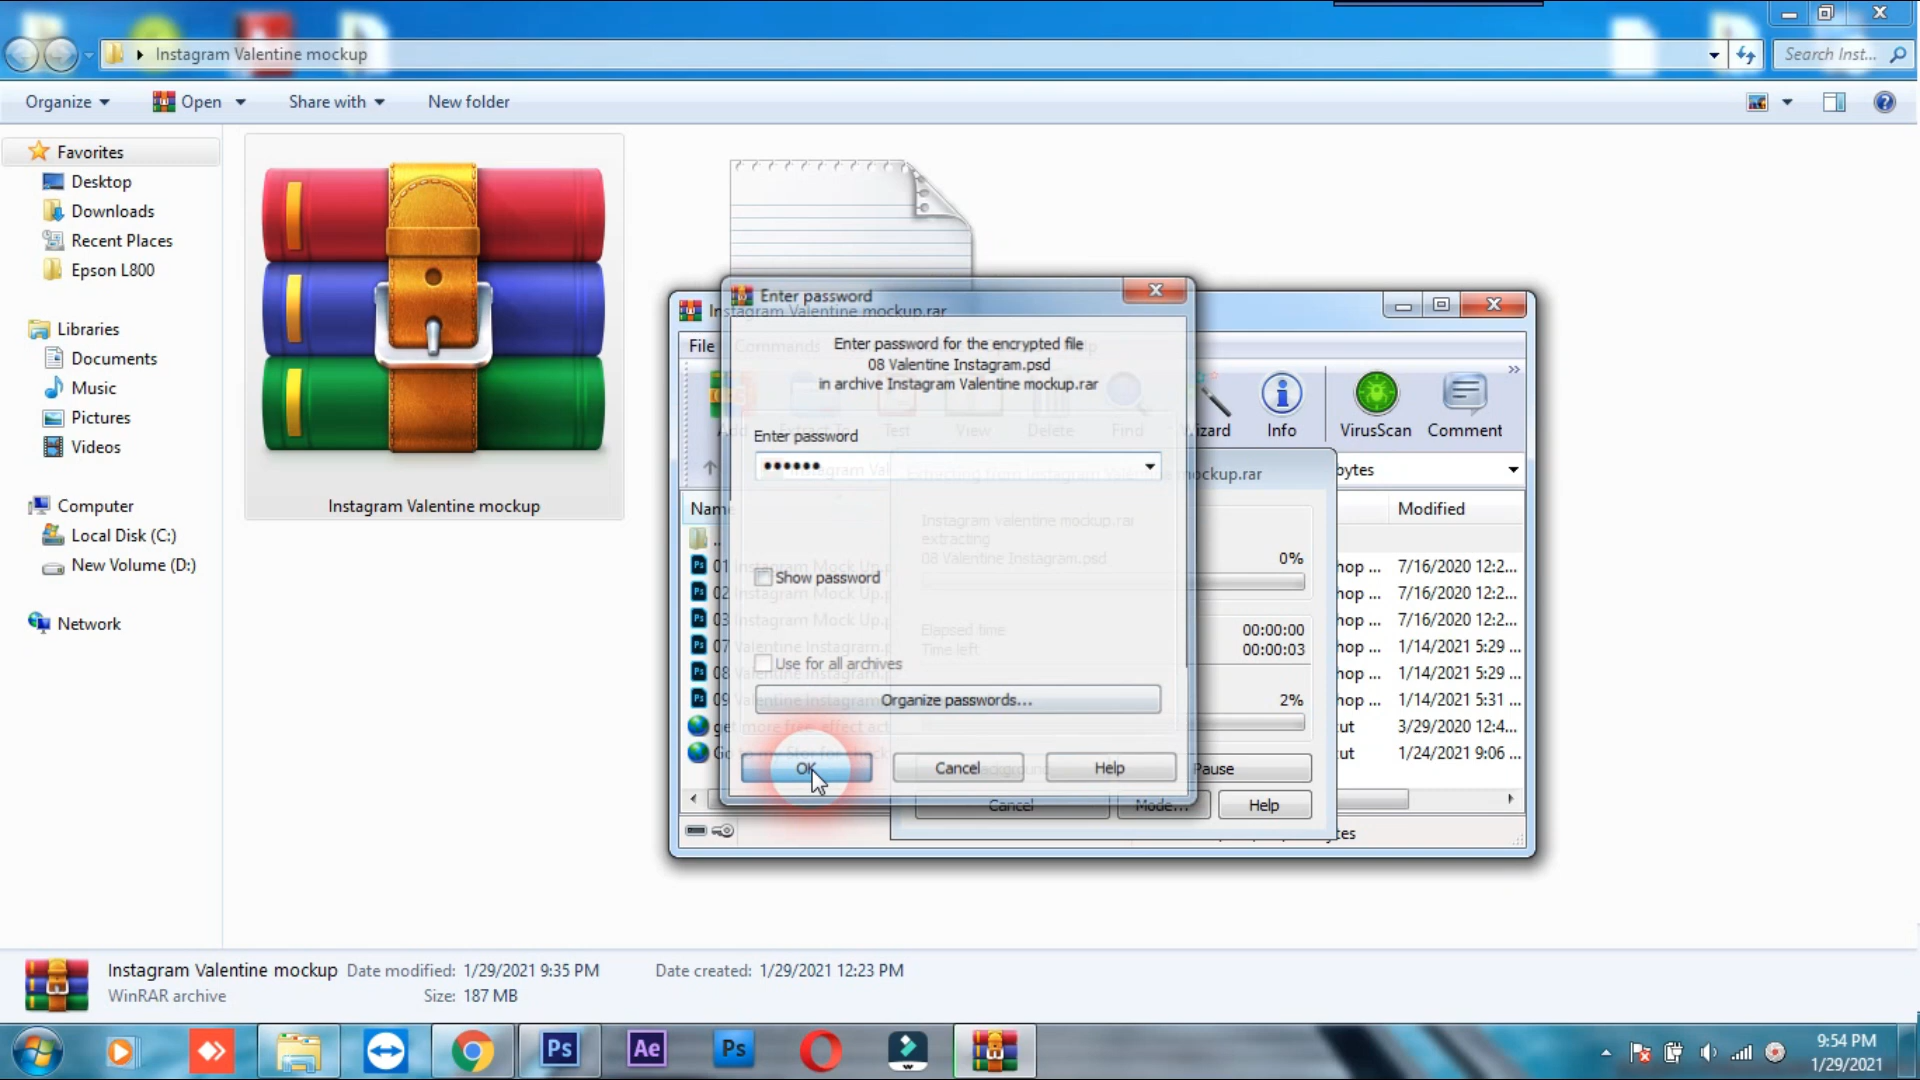 Instagram Valentine mockup
Search Inst...
Organize
Open
Share with
New folder
Favorites
Desktop
Downloads
Recent Places
Epson L800
Libraries
Documents
Music
Pictures
Videos
Computer
Local Disk (C:)
New Volume (D:)
Network
Instagram Valentine mockup
Enter password
Instagram Valentine mockup.rar
File
Commands
Enter password for the encrypted file
08 Valentine Instagram.psd
in archive Instagram Valentine mockup.rar
Add
Extract To
Test
View
Delete
Find
Wizard
Info
VirusScan
Comment
Enter password
••••••
Extracting from Instagram Valentine mockup.rar
bytes
Name
Modified
Instagram valentine mockup.rar
extracting
08 Valentine Instagram.psd
0%
Show password
01 Instagram Mock Up.p
hop ... 7/16/2020 12:2...
02 Instagram Mock Up.p
hop ... 7/16/2020 12:2...
03 Instagram Mock Up.p
hop ... 7/16/2020 12:2...
07 Valentine Instagram.p
hop ... 1/14/2021 5:29
08 Valentine Instagram.p
hop ... 1/14/2021 5:29
09 Valentine Instagram.p
hop ... 1/14/2021 5:31
get more free effect act
ut 3/29/2020 12:4...
ut 1/24/2021 9:06
Elapsed time 00:00:00
Time left 00:00:03
Use for all archives
Organize passwords...
2%
OK
Cancel
Help
Background
Pause
Cancel
Mode...
Help
tes
Instagram Valentine mockup Date modified: 1/29/2021 9:35 PM Date created: 1/29/2021 12:23 PM
WinRAR archive Size: 187 MB
Ps
Ae
Ps
9:54 PM
1/29/2021